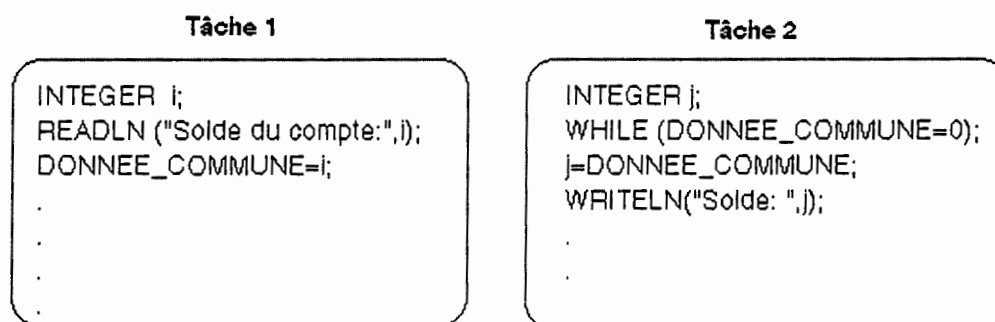 Tâche 1
INTEGER i;
READLN ("Solde du compte:",i);
DONNEE_COMMUNE=i;
.
.
.
.
Tâche 2
INTEGER j;
WHILE (DONNEE_COMMUNE=0);
j=DONNEE_COMMUNE;
WRITELN("Solde: ",j);
.
.